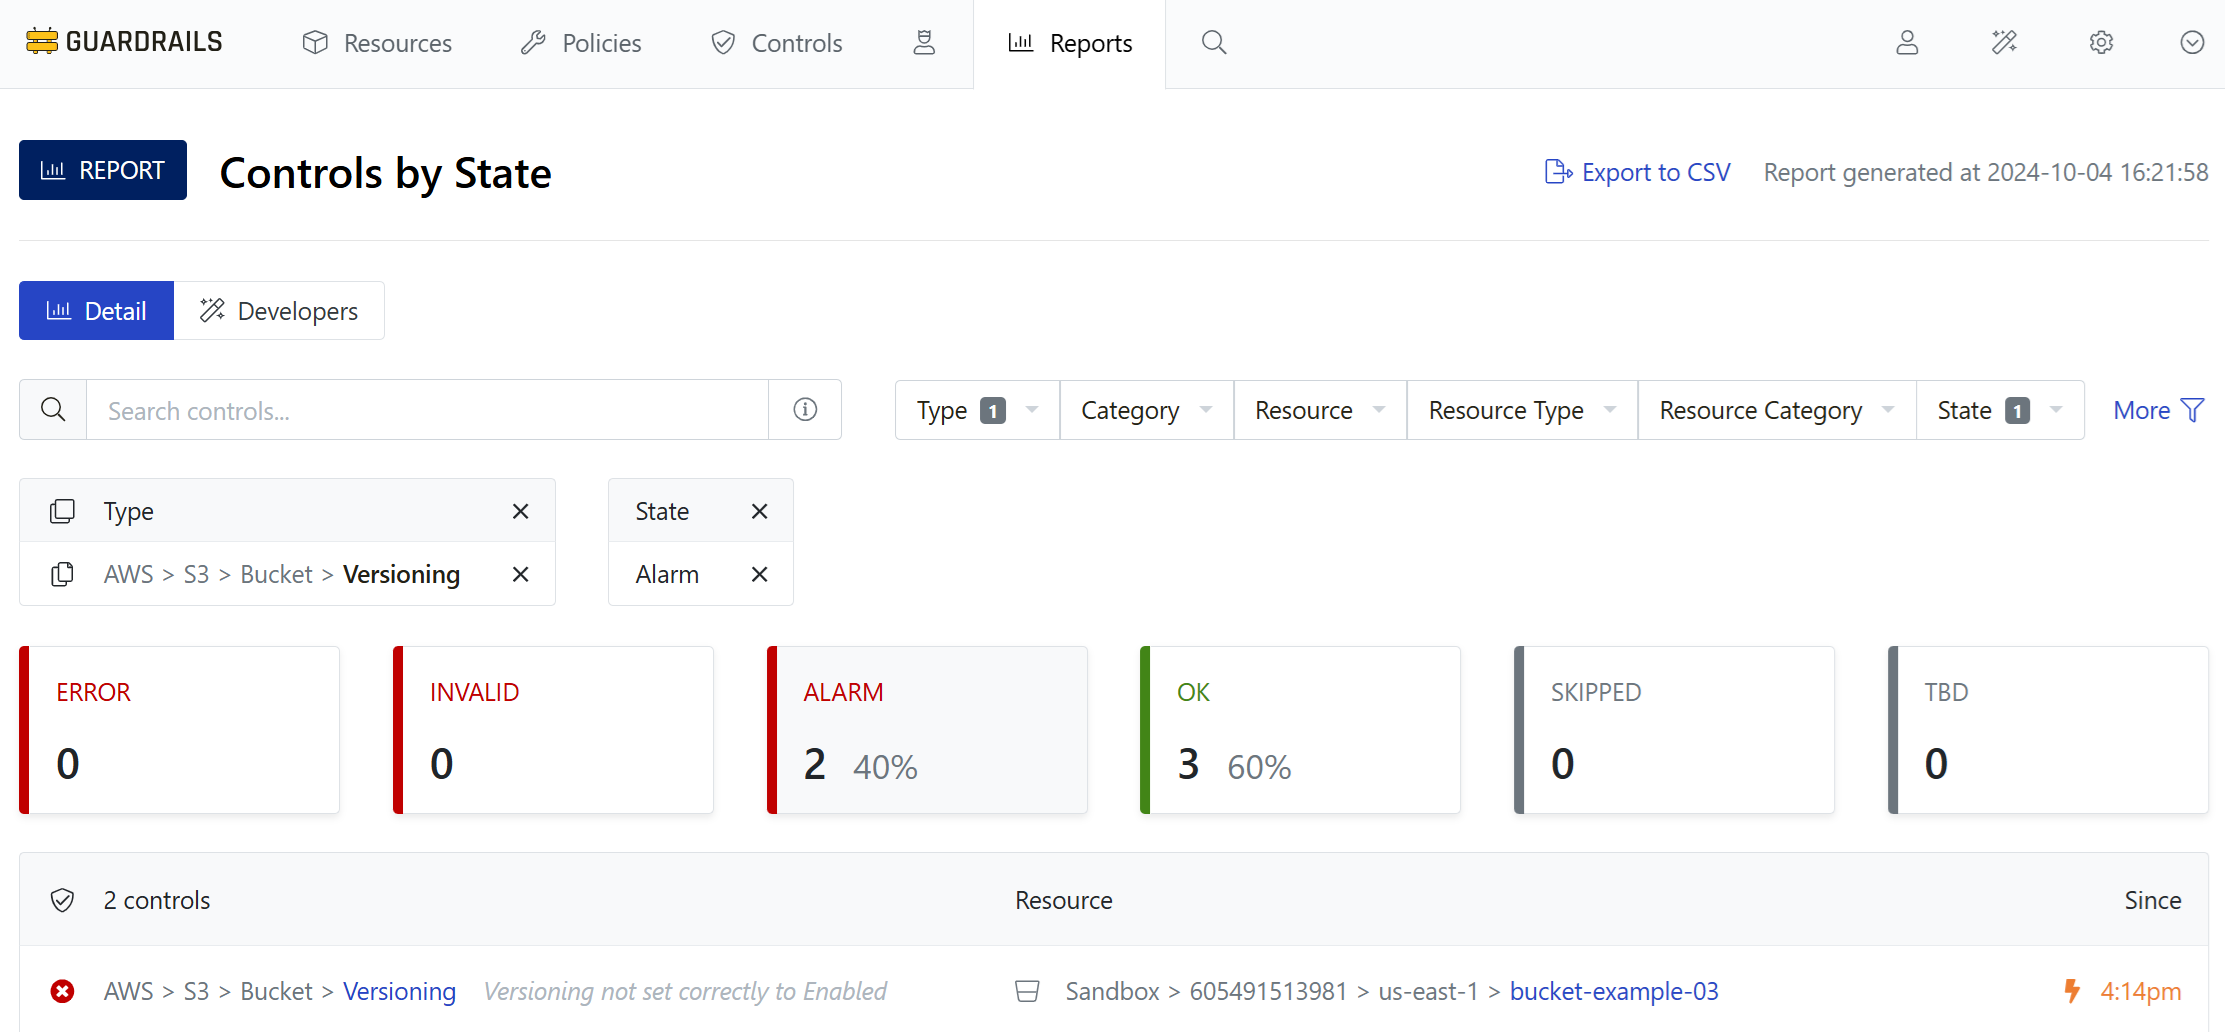 GUARDRAILS Resources Policies Controls Reports
REPORT Controls by State Export to CSV Report generated at 2024-10-04 16:21:58
Detail Developers
Search controls... Type 1 Category Resource Resource Type Resource Category State 1 More
Type State
AWS > S3 > Bucket > Versioning Alarm
ERROR INVALID ALARM OK SKIPPED TBD
0 0 2 40% 3 60% 0 0
2 controls Resource Since
AWS > S3 > Bucket > Versioning Versioning not set correctly to Enabled Sandbox > 605491513981 > us-east-1 > bucket-example-03 4:14pm